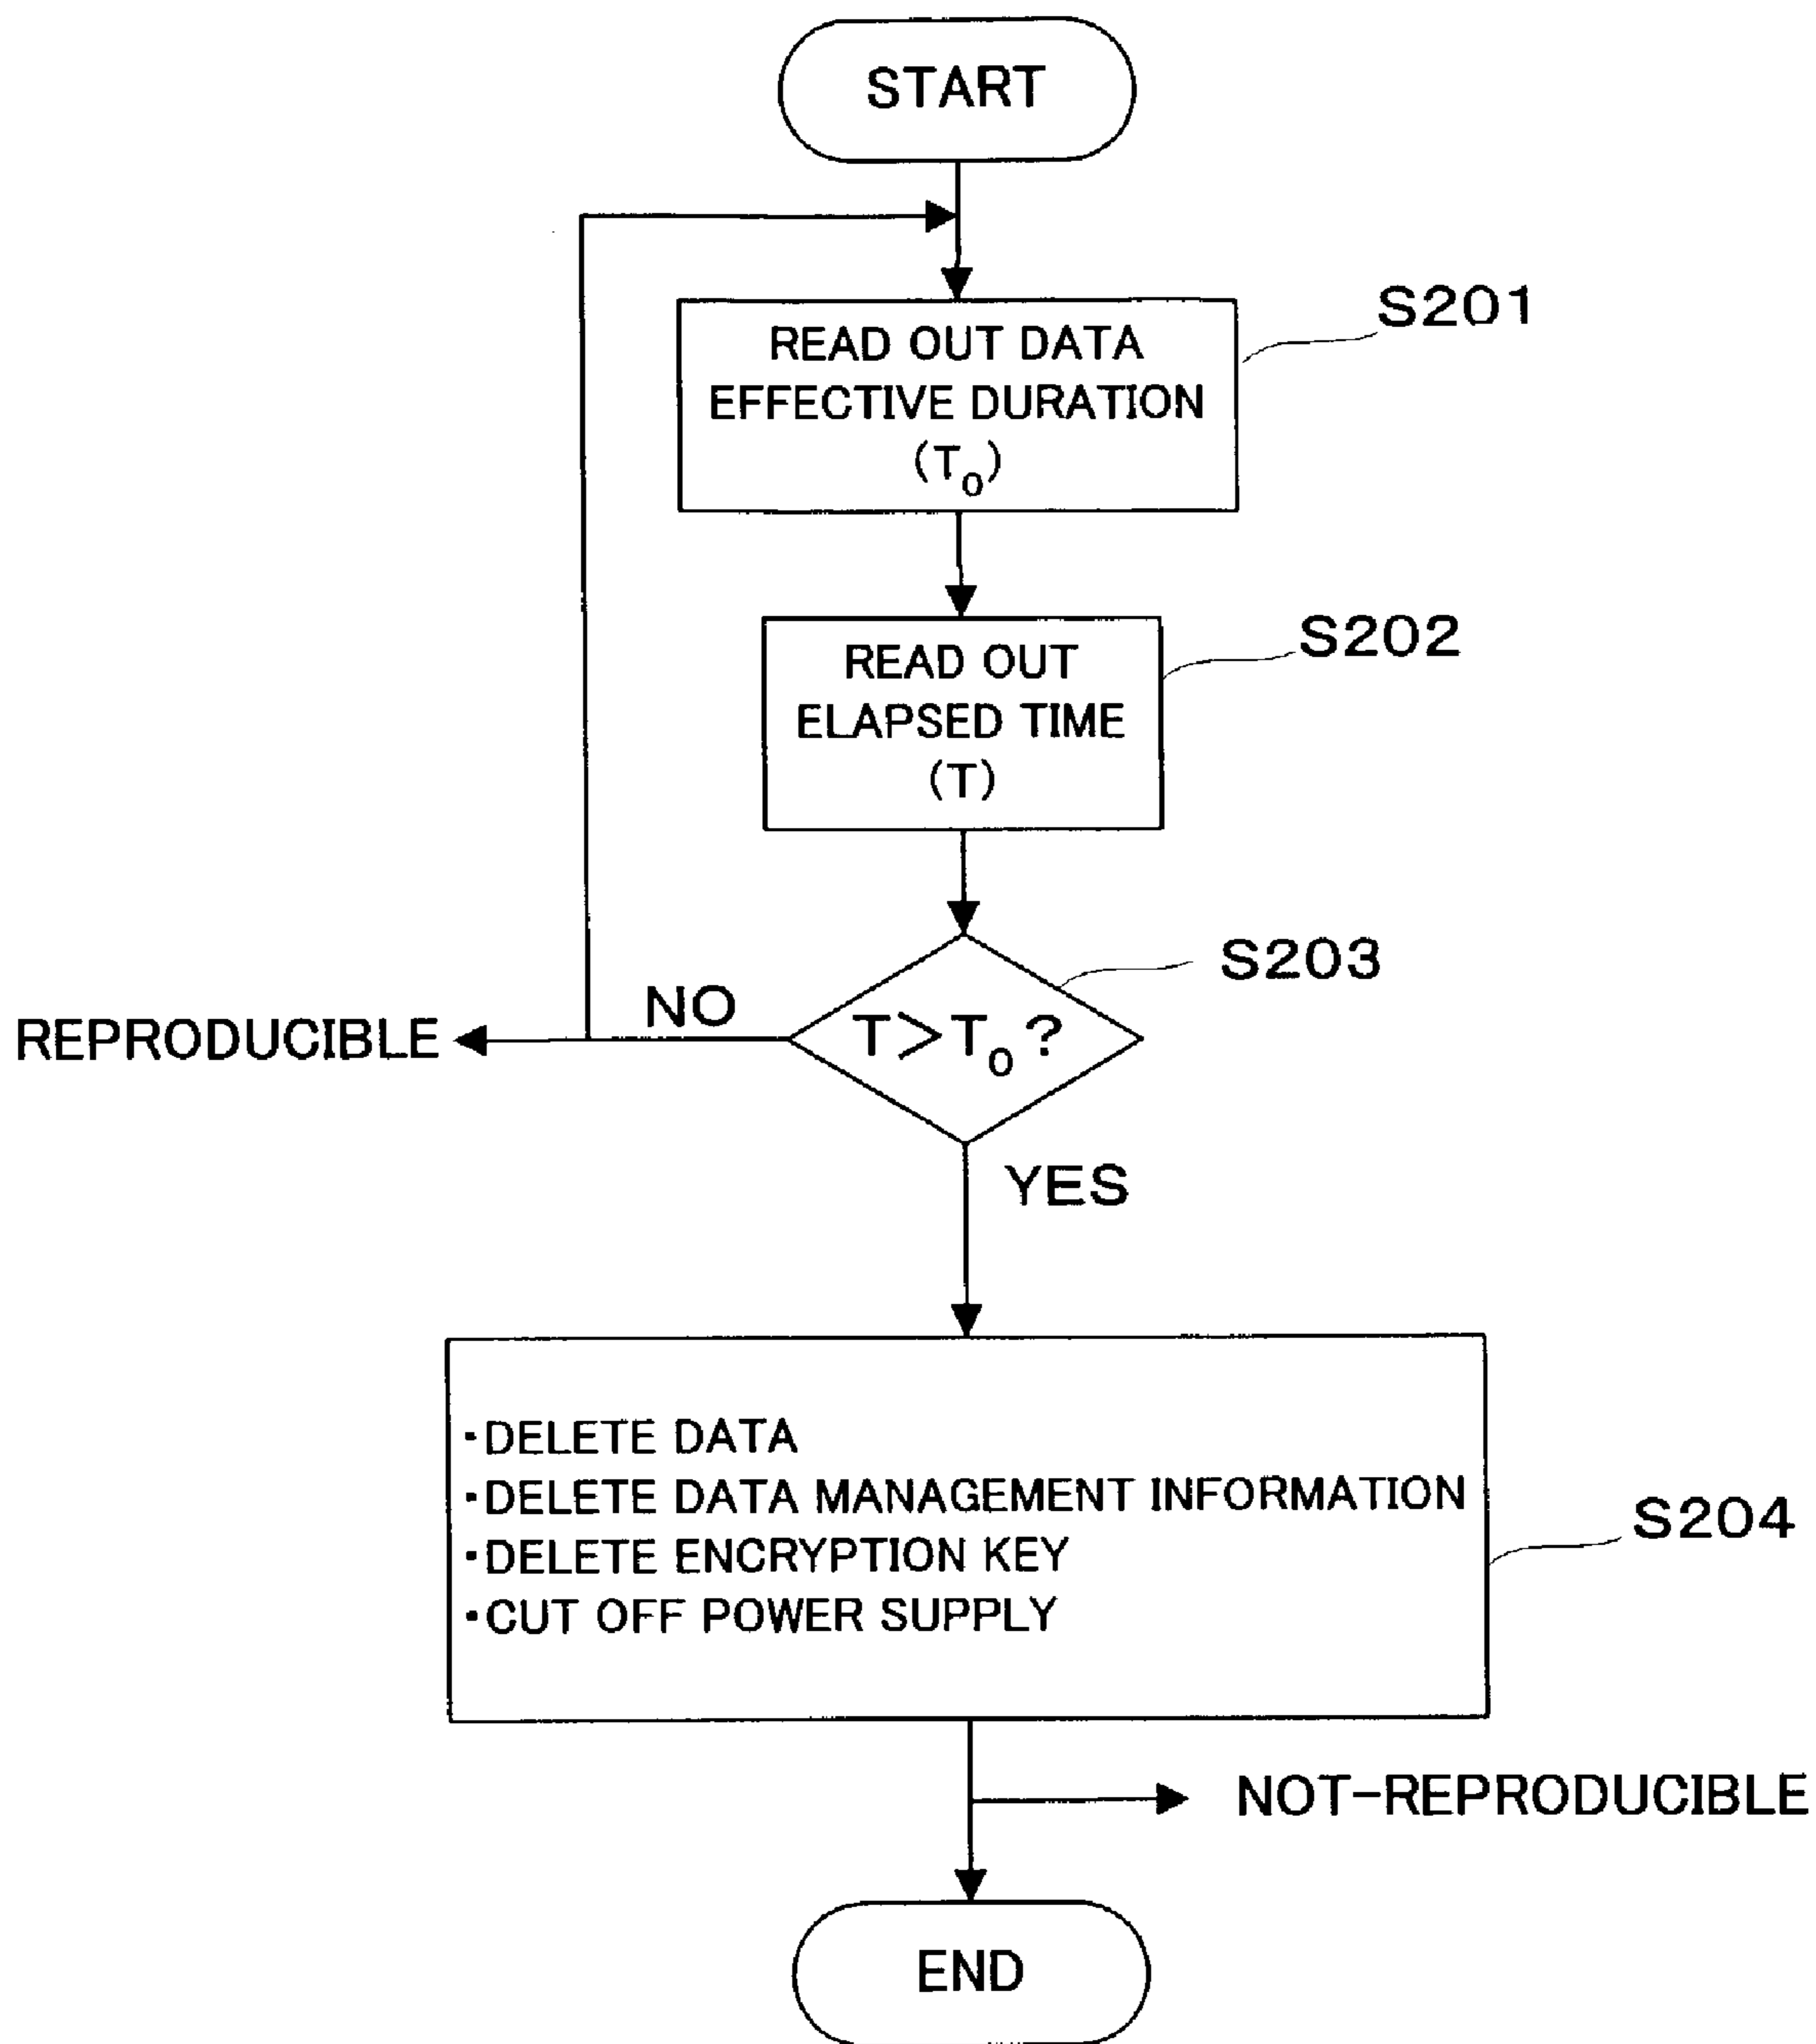 START
READ OUT DATA
EFFECTIVE DURATION
(T₀)
S201
READ OUT
ELAPSED TIME
(T)
S202
S203
T>T₀?
NO
REPRODUCIBLE
YES
・DELETE DATA
・DELETE DATA MANAGEMENT INFORMATION
・DELETE ENCRYPTION KEY
・CUT OFF POWER SUPPLY
S204
NOT-REPRODUCIBLE
END